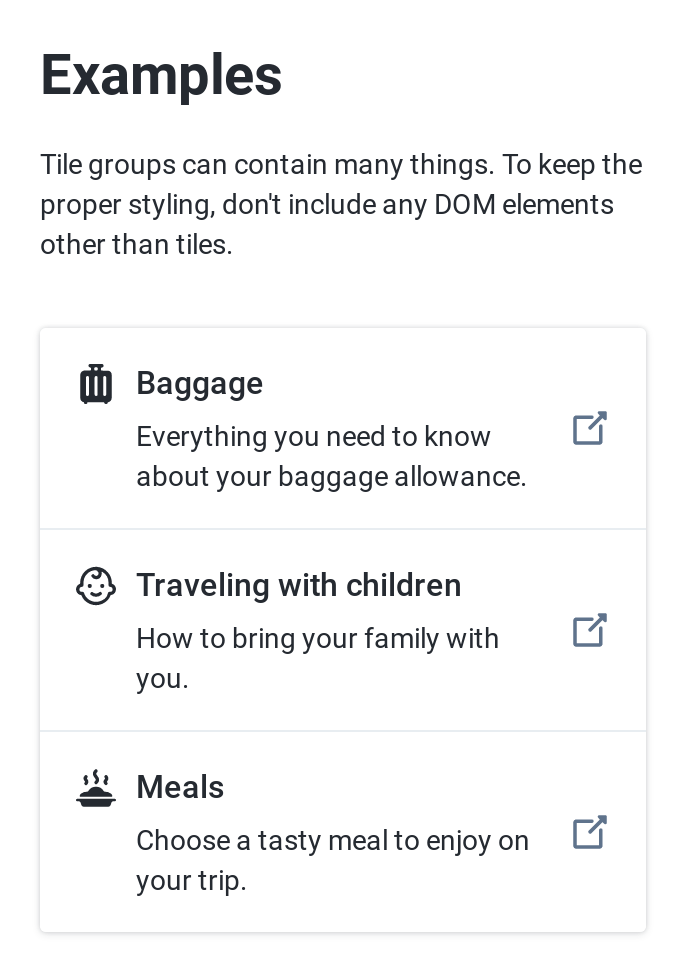 Examples
Tile groups can contain many things. To keep the
proper styling, don't include any DOM elements
other than tiles.
Baggage
Everything you need to know
about your baggage allowance.
Traveling with children
How to bring your family with
you.
Meals
Choose a tasty meal to enjoy on
your trip.